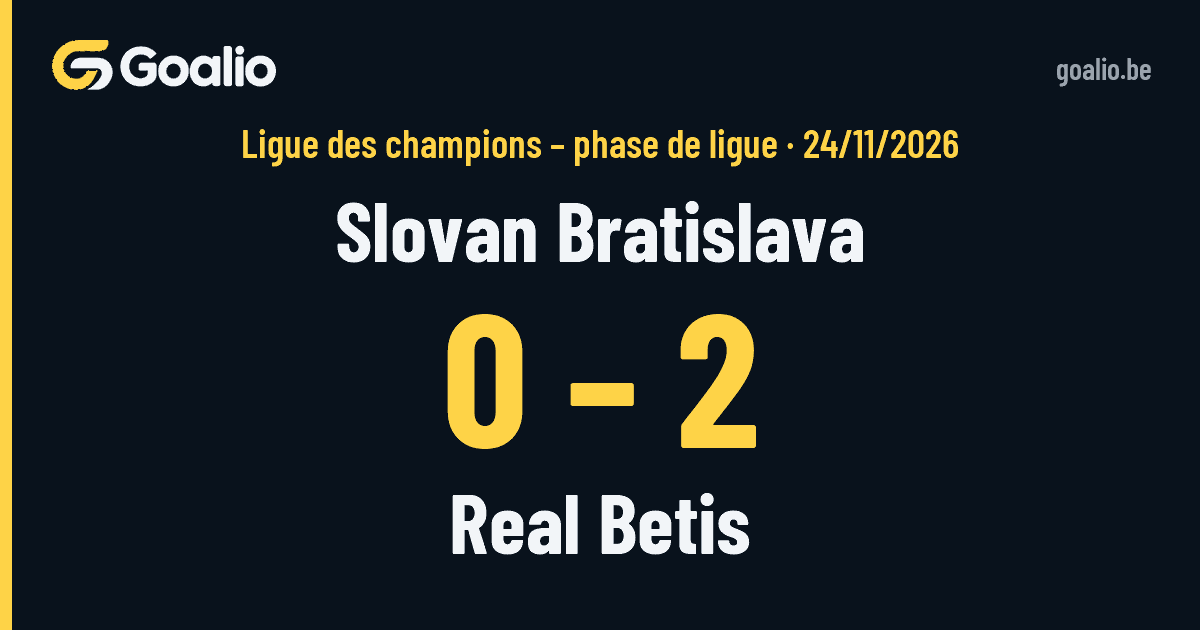 Goalio
goalio.be
Ligue des champions – phase de ligue · 24/11/2026
Slovan Bratislava
0 – 2
Real Betis